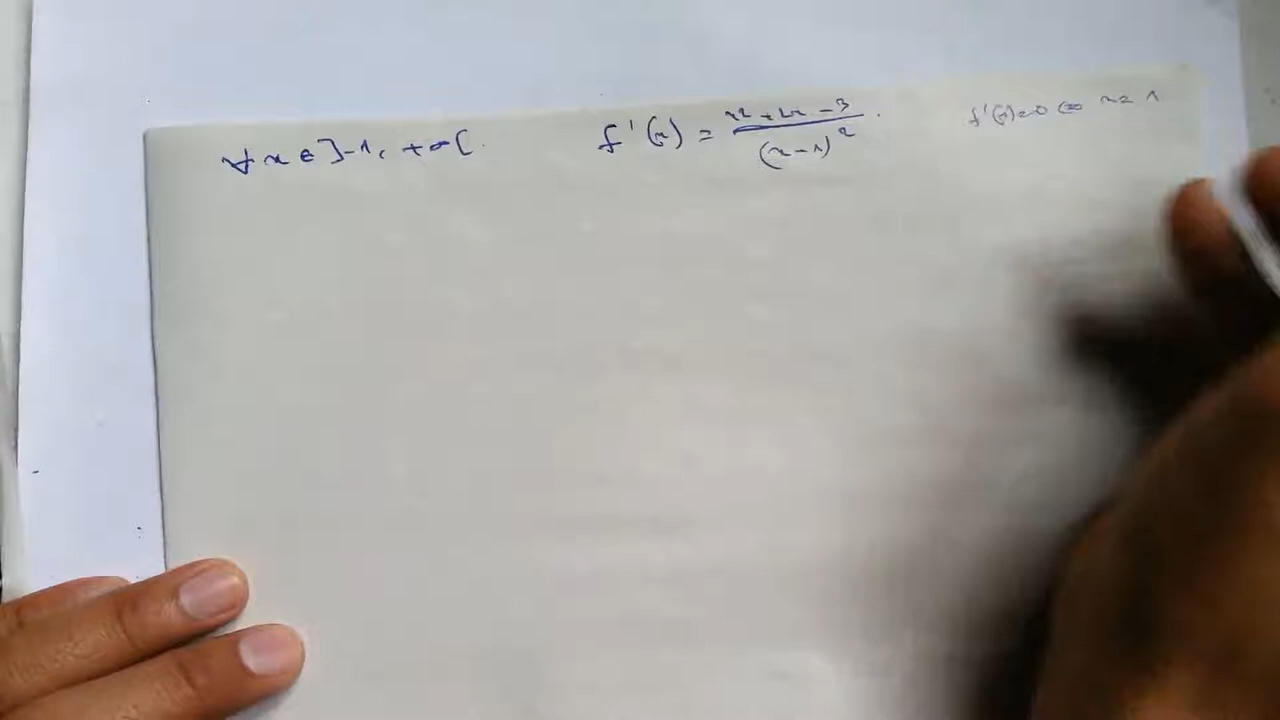 ∀x ∈ ]-1, +∞[. f'(x) = (x² + 2x - 3)/(x-1)². f'(x)=0 ⇔ x = 1